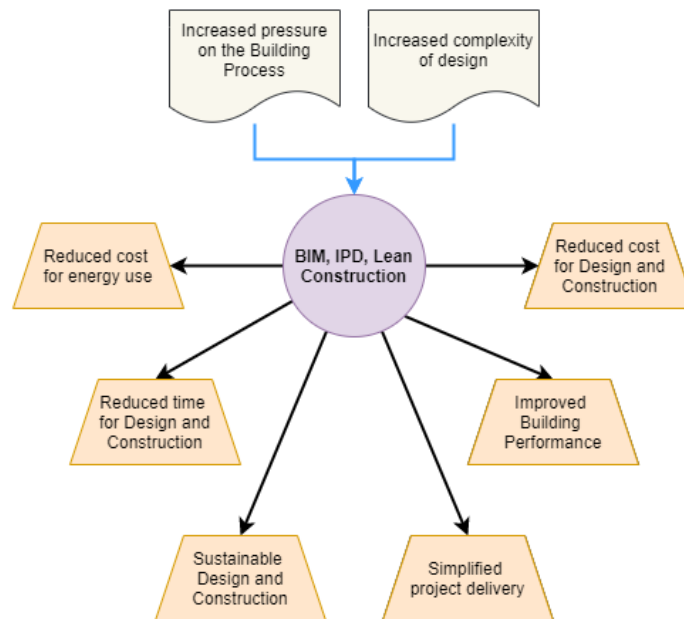 Increased pressure
on the Building
Process
Increased complexity
of design
BIM, IPD, Lean
Construction
Reduced cost
for energy use
Reduced cost
for Design and
Construction
Reduced time
for Design and
Construction
Improved
Building
Performance
Sustainable
Design and
Construction
Simplified
project delivery